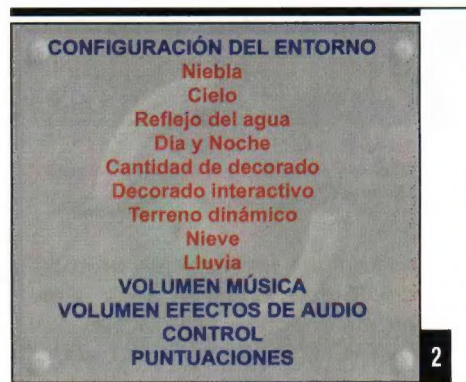 CONFIGURACIÓN DEL ENTORNO
Niebla
Cielo
Reflejo del agua
Dia y Noche
Cantidad de decorado
Decorado interactivo
Terreno dinámico
Nieve
Lluvia
VOLUMEN MÚSICA
VOLUMEN EFECTOS DE AUDIO
CONTROL
PUNTUACIONES
2